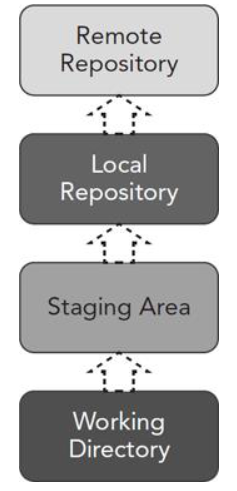 Remote
Repository
Local
Repository
Staging Area
Working
Directory